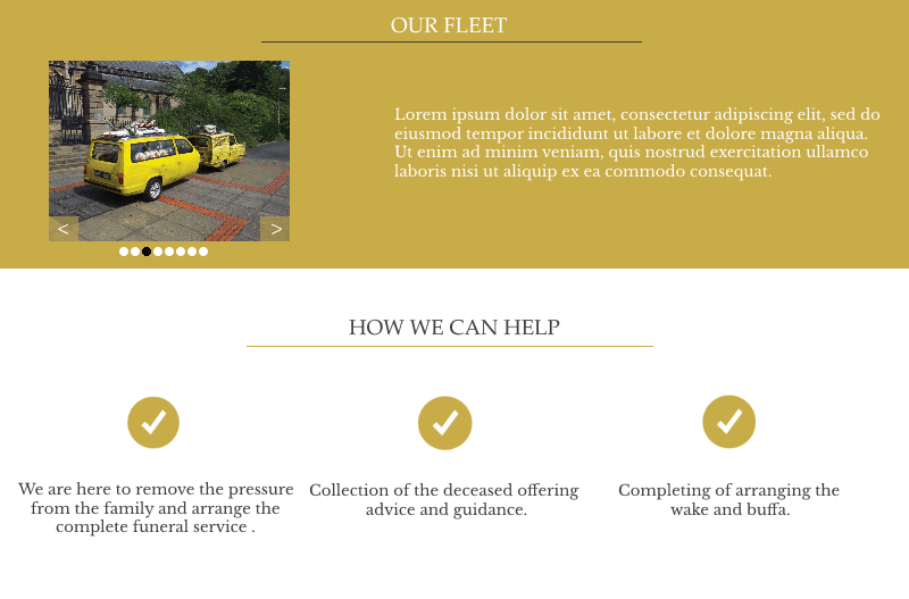 OUR FLEET
Lorem ipsum dolor sit amet, consectetur adipiscing elit, sed do
eiusmod tempor incididunt ut labore et dolore magna aliqua.
Ut enim ad minim veniam, quis nostrud exercitation ullamco
laboris nisi ut aliquip ex ea commodo consequat.
< >
HOW WE CAN HELP
We are here to remove the pressure
from the family and arrange the
complete funeral service .
Collection of the deceased offering
advice and guidance.
Completing of arranging the
wake and buffa.